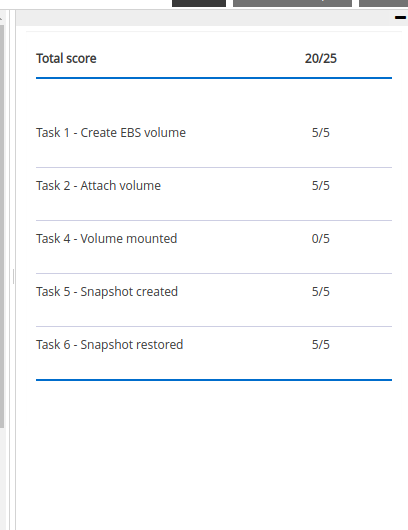 Total score 20/25
Task 1 - Create EBS volume 5/5
Task 2 - Attach volume 5/5
Task 4 - Volume mounted 0/5
Task 5 - Snapshot created 5/5
Task 6 - Snapshot restored 5/5